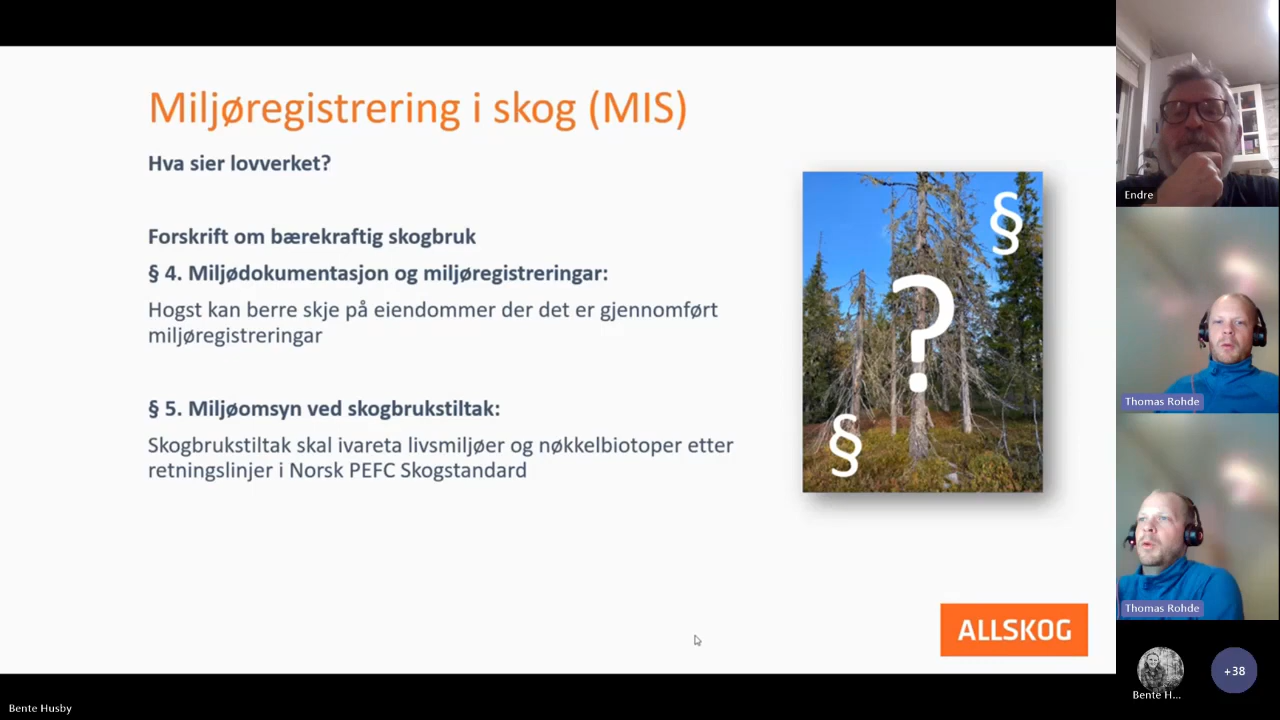 Miljøregistrering i skog (MIS)
Hva sier lovverket?
Forskrift om bærekraftig skogbruk
§ 4. Miljødokumentasjon og miljøregistreringar:
Hogst kan berre skje på eiendommer der det er gjennomført
miljøregistreringar
§ 5. Miljøomsyn ved skogbrukstiltak:
Skogbrukstiltak skal ivareta livsmiljøer og nøkkelbiotoper etter
retningslinjer i Norsk PEFC Skogstandard
§
?
§
ALLSKOG
Endre
Thomas Rohde
Thomas Rohde
Bente H...
+38
Bente Husby